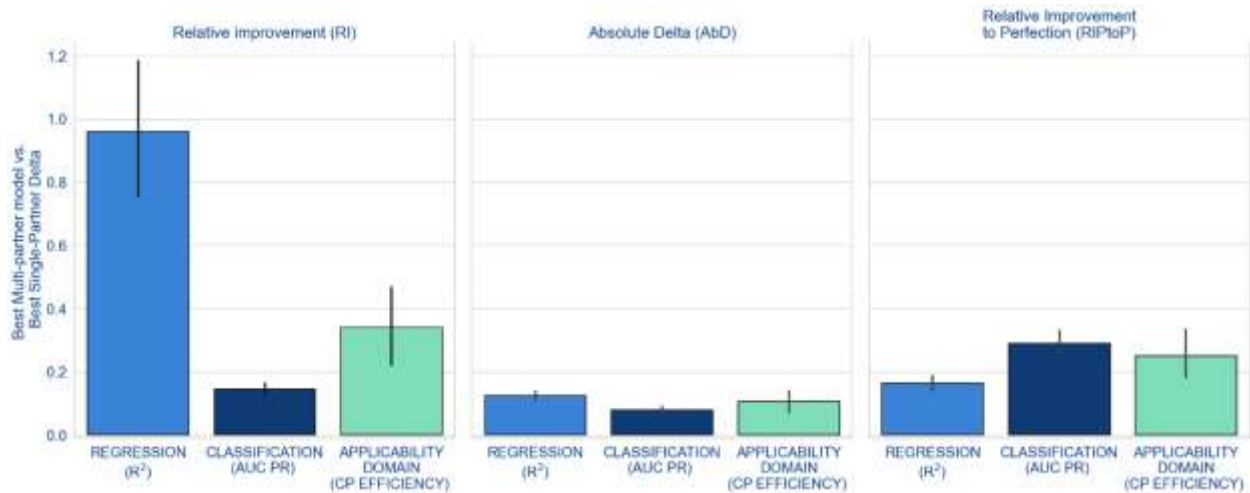 Relative improvement (RI)
Absolute Delta (AbD)
Relative Improvement
to Perfection (RIPtoP)
Best Multi-partner model vs.
Best Single-Partner Delta
1.2
1.0
0.8
0.6
0.4
0.2
0.0
REGRESSION
(R²)
CLASSIFICATION
(AUC PR)
APPLICABILITY
DOMAIN
(CP EFFICIENCY)
REGRESSION
(R²)
CLASSIFICATION
(AUC PR)
APPLICABILITY
DOMAIN
(CP EFFICIENCY)
REGRESSION
(R²)
CLASSIFICATION
(AUC PR)
APPLICABILITY
DOMAIN
(CP EFFICIENCY)